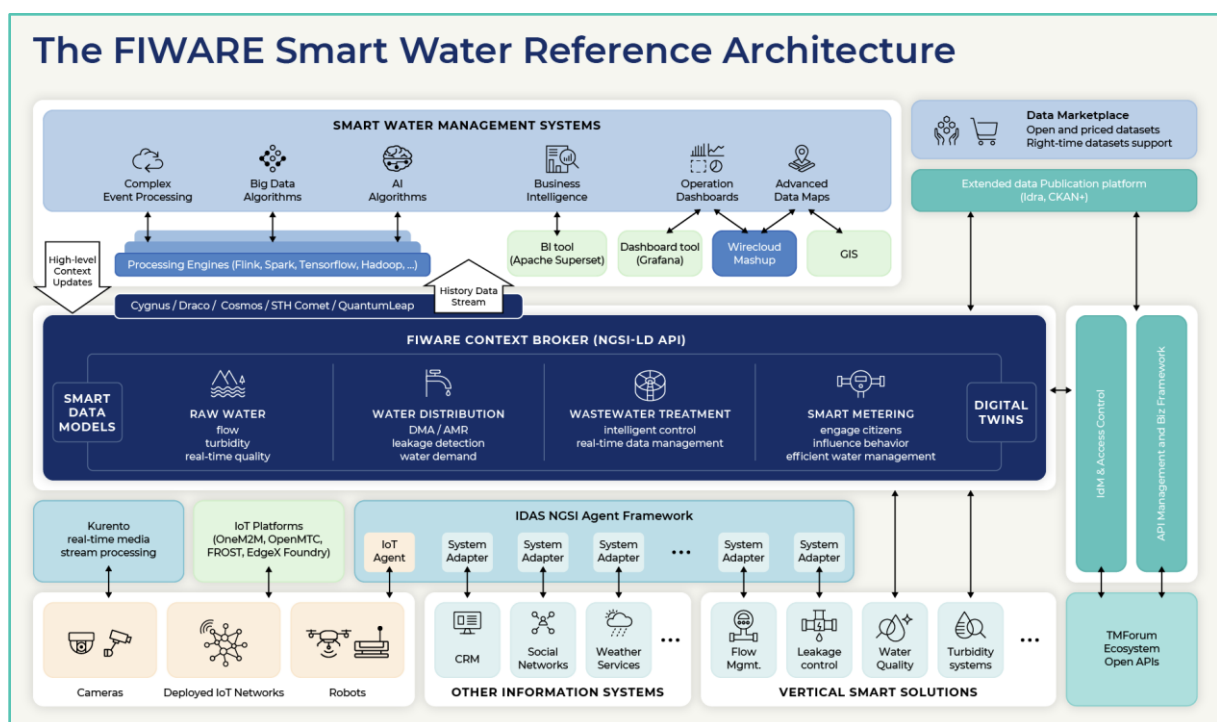 The FIWARE Smart Water Reference Architecture
SMART WATER MANAGEMENT SYSTEMS
Complex
Event Processing
Big Data
Algorithms
AI
Algorithms
Business
Intelligence
Operation
Dashboards
Advanced
Data Maps
Data Marketplace
Open and priced datasets
Right-time datasets support
Extended data Publication platform
(Idra, CKAN+)
High-level
Context
Updates
Processing Engines (Flink, Spark, Tensorflow, Hadoop, ...)
BI tool
(Apache Superset)
Dashboard tool
(Grafana)
Wirecloud
Mashup
GIS
History Data
Stream
Cygnus / Draco / Cosmos / STH Comet / QuantumLeap
FIWARE CONTEXT BROKER (NGSI-LD API)
SMART
DATA
MODELS
RAW WATER
flow
turbidity
real-time quality
WATER DISTRIBUTION
DMA / AMR
leakage detection
water demand
WASTEWATER TREATMENT
intelligent control
real-time data management
SMART METERING
engage citizens
influence behavior
efficient water management
DIGITAL
TWINS
IdM & Access Control
API Management and Biz Framework
Kurento
real-time media
stream processing
IoT Platforms
(OneM2M, OpenMTC,
FROST, EdgeX Foundry)
IDAS NGSI Agent Framework
IoT
Agent
System
Adapter
System
Adapter
System
Adapter
...
System
Adapter
System
Adapter
Cameras
Deployed IoT Networks
Robots
CRM
Social
Networks
Weather
Services
...
OTHER INFORMATION SYSTEMS
Flow
Mgmt.
Leakage
control
Water
Quality
Turbidity
systems
...
VERTICAL SMART SOLUTIONS
TMForum
Ecosystem
Open APIs